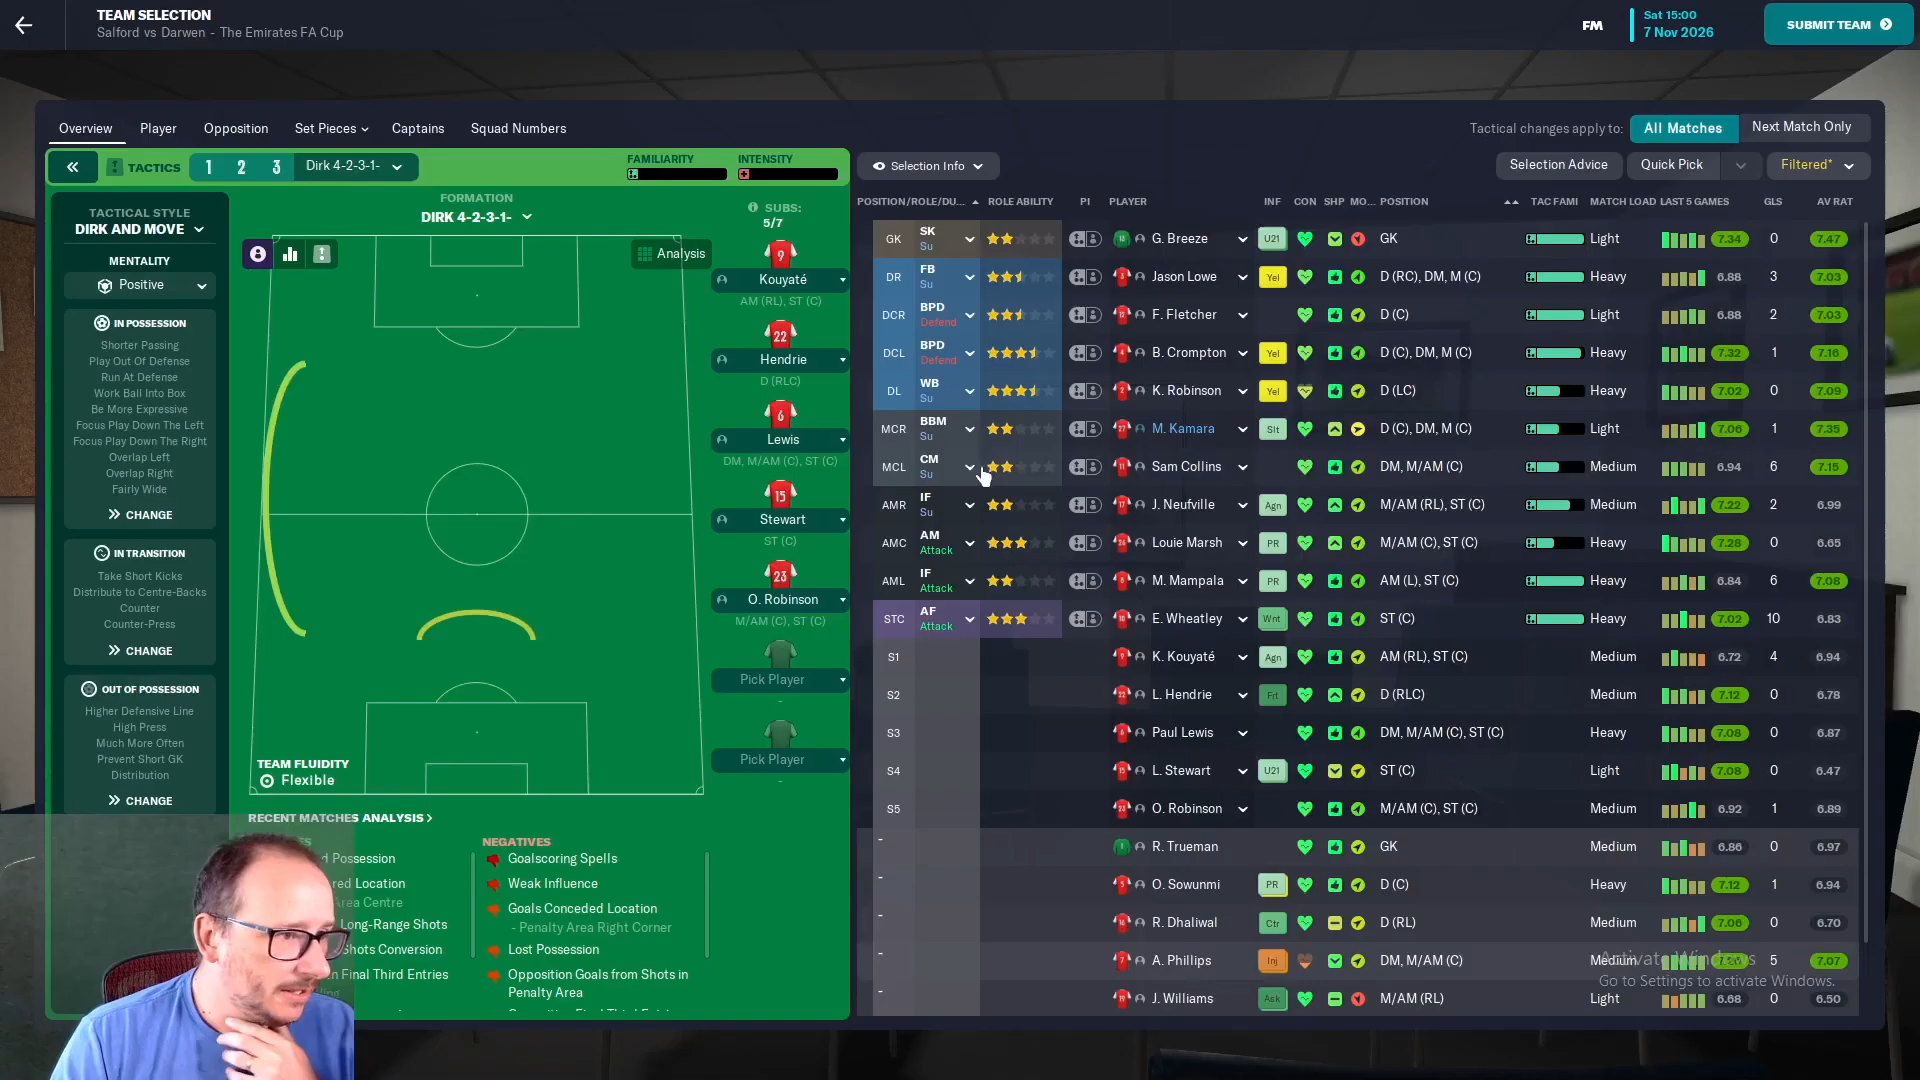 TEAM SELECTION
Salford vs Darwen - The Emirates FA Cup
FM
Sat 15:00
7 Nov 2026
SUBMIT TEAM
Overview
Player
Opposition
Set Pieces
Captains
Squad Numbers
Tactical changes apply to:
All Matches
Next Match Only
TACTICS
1 2 3
Dirk 4-2-3-1-
FAMILIARITY
INTENSITY
Selection Info
Selection Advice
Quick Pick
Filtered*
TACTICAL STYLE
DIRK AND MOVE
MENTALITY
Positive
IN POSSESSION
Shorter Passing
Play Out Of Defense
Run At Defense
Work Ball Into Box
Be More Expressive
Focus Play Down The Left
Focus Play Down The Right
Overlap Left
Overlap Right
Fairly Wide
CHANGE
IN TRANSITION
Take Short Kicks
Distribute to Centre-Backs
Counter
Counter-Press
CHANGE
OUT OF POSSESSION
Higher Defensive Line
High Press
Much More Often
Prevent Short GK
Distribution
CHANGE
FORMATION
DIRK 4-2-3-1-
Analysis
TEAM FLUIDITY
Flexible
SUBS:
5/7
9
Kouyaté
AM (RL), ST (C)
22
Hendrie
D (RLC)
6
Lewis
DM, M/AM (C), ST (C)
15
Stewart
ST (C)
23
O. Robinson
M/AM (C), ST (C)
Pick Player
-
Pick Player
-
RECENT MATCHES ANALYSIS
d Possession
red Location
Area Centre
Long-Range Shots
Shots Conversion
n Final Third Entries
NEGATIVES
Goalscoring Spells
Weak Influence
Goals Conceded Location
- Penalty Area Right Corner
Lost Possession
Opposition Goals from Shots in
Penalty Area
POSITION/ROLE/DU... ROLE ABILITY PI PLAYER INF CON SHP MO... POSITION TAC FAMI MATCH LOAD LAST 5 GAMES GLS AV RAT
GK SK Su G. Breeze U21 GK Light 7.34 0 7.47
DR FB Su Jason Lowe Yel D (RC), DM, M (C) Heavy 6.88 3 7.03
DCR BPD Defend F. Fletcher D (C) Light 6.88 2 7.03
DCL BPD Defend B. Crompton Yel D (C), DM, M (C) Heavy 7.32 1 7.16
DL WB Su K. Robinson Yel D (LC) Heavy 7.02 0 7.09
MCR BBM Su M. Kamara Slt D (C), DM, M (C) Light 7.06 1 7.35
MCL CM Su Sam Collins DM, M/AM (C) Medium 6.94 6 7.15
AMR IF Su J. Neufville Agn M/AM (RL), ST (C) Medium 7.22 2 6.99
AMC AM Attack Louie Marsh PR M/AM (C), ST (C) Heavy 7.28 0 6.65
AML IF Attack M. Mampala PR AM (L), ST (C) Heavy 6.84 6 7.08
STC AF Attack E. Wheatley Wnt ST (C) Heavy 7.02 10 6.83
S1 K. Kouyaté Agn AM (RL), ST (C) Medium 6.72 4 6.94
S2 L. Hendrie Frt D (RLC) Medium 7.12 0 6.78
S3 Paul Lewis DM, M/AM (C), ST (C) Heavy 7.08 0 6.87
S4 L. Stewart U21 ST (C) Light 7.08 0 6.47
S5 O. Robinson M/AM (C), ST (C) Medium 6.92 1 6.89
- R. Trueman GK Medium 6.86 0 6.97
- O. Sowunmi PR D (C) Heavy 7.12 1 6.94
- R. Dhaliwal Ctr D (RL) Medium 7.06 0 6.70
- A. Phillips Inj DM, M/AM (C) Medium 5 7.07
- J. Williams Ask M/AM (RL) Light 6.68 0 6.50
Activate Windows
Go to Settings to activate Windows.